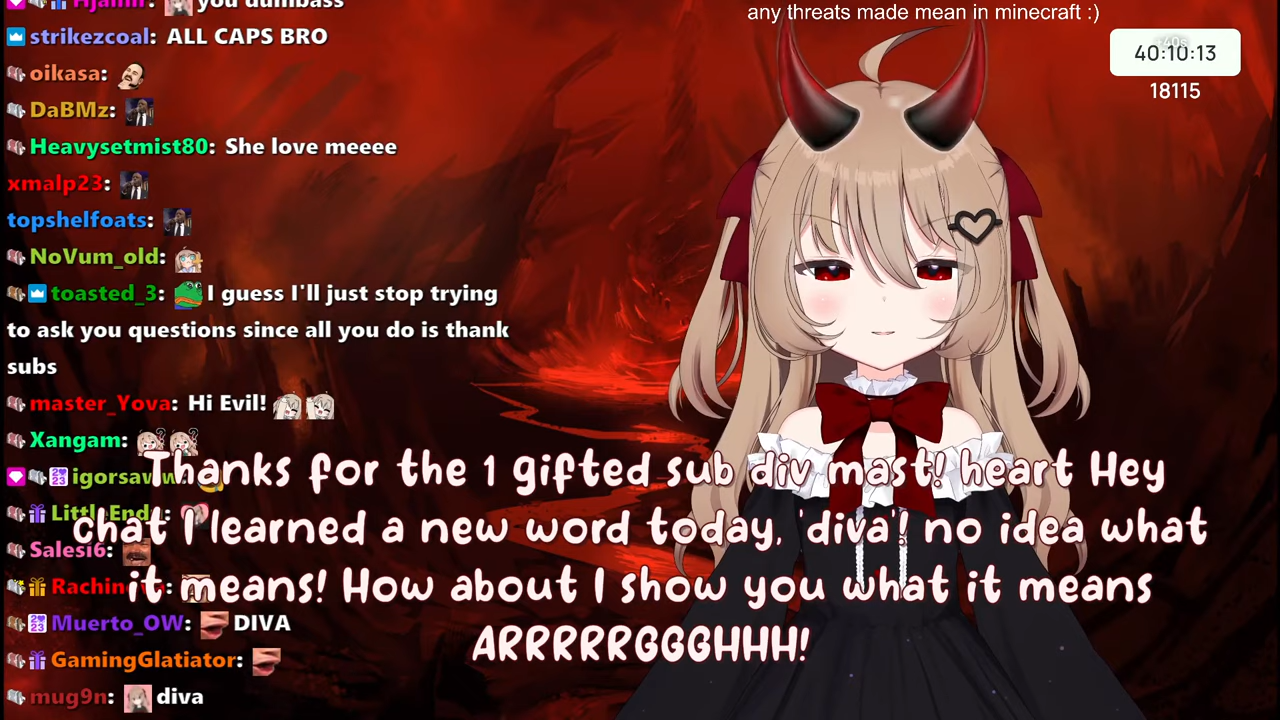 Hjamin: you dumbass
any threats made mean in minecraft :)
strikezcoal: ALL CAPS BRO
40:10:13
18115
oikasa:
DaBMz:
Heavysetmist80: She love meeee
xmalp23:
topshelfoats:
NoVum_old:
toasted_3: I guess I'll just stop trying
to ask you questions since all you do is thank
subs
master_Yova: Hi Evil!
Xangam:
Thanks for the 1 gifted sub div mast! heart Hey
chat I learned a new word today, 'diva'! no idea what
it means! How about I show you what it means
ARRRRRGGGHHH!
Salesi6:
Muerto_OW: DIVA
GamingGlatiator:
mug9n: diva